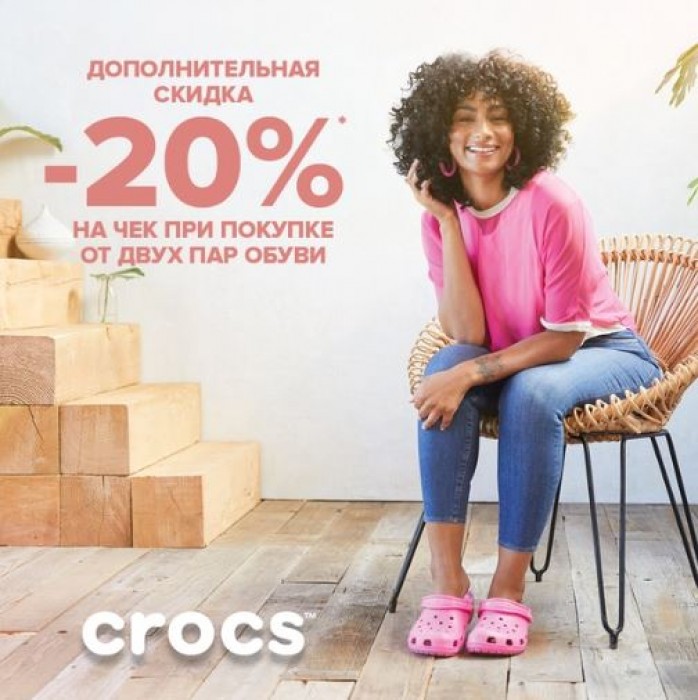 ДОПОЛНИТЕЛЬНАЯ
СКИДКА
-20%*
НА ЧЕК ПРИ ПОКУПКЕ
ОТ ДВУХ ПАР ОБУВИ
crocs™